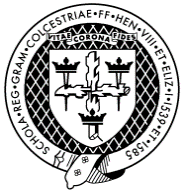 SCHOLA • REG • GRAM • COLCESTRIAE • FF • HEN • VIII • ET • ELIZ • I • 1539 • ET • 1585
VITAE CORONA FIDES